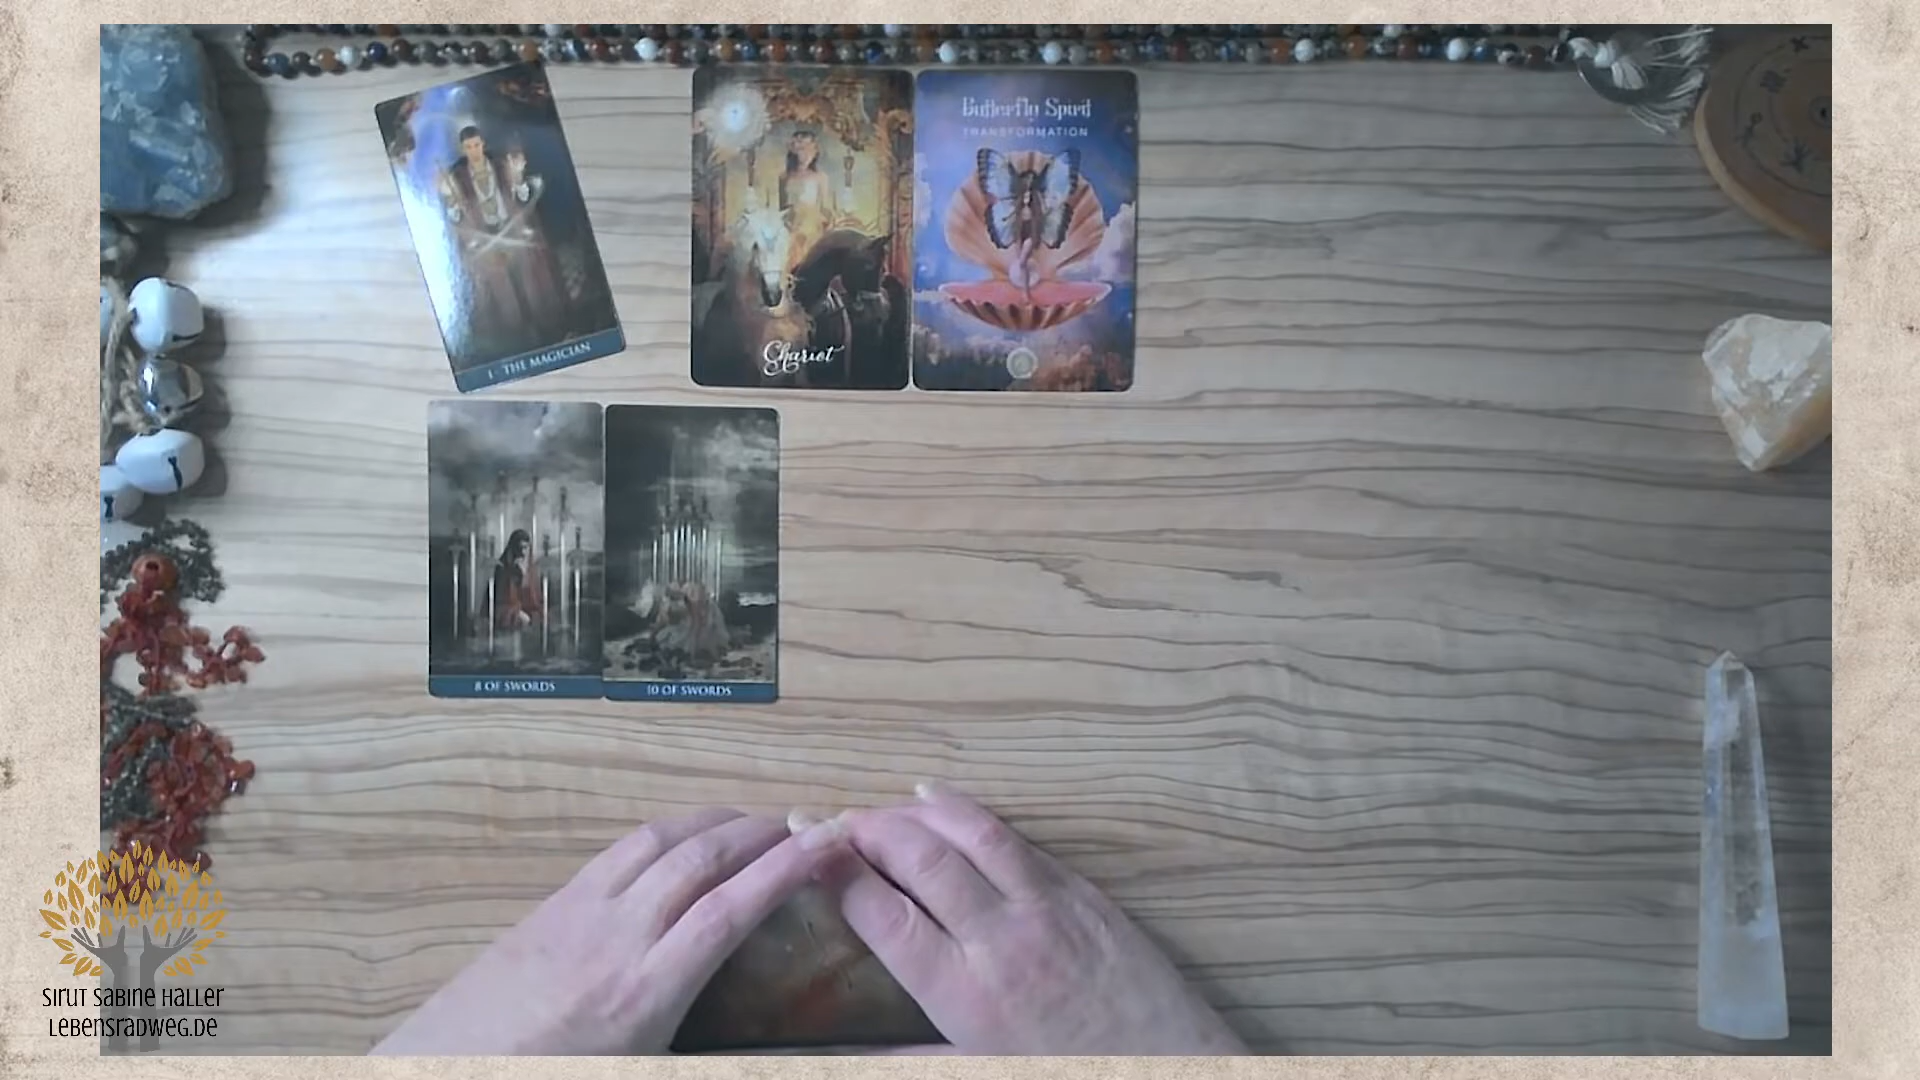 Butterfly Spirit
TRANSFORMATION
Chariot
I · THE MAGICIAN
8 OF SWORDS
10 OF SWORDS
SIRUT SABINE HALLER
LEBENSRADWEG.DE